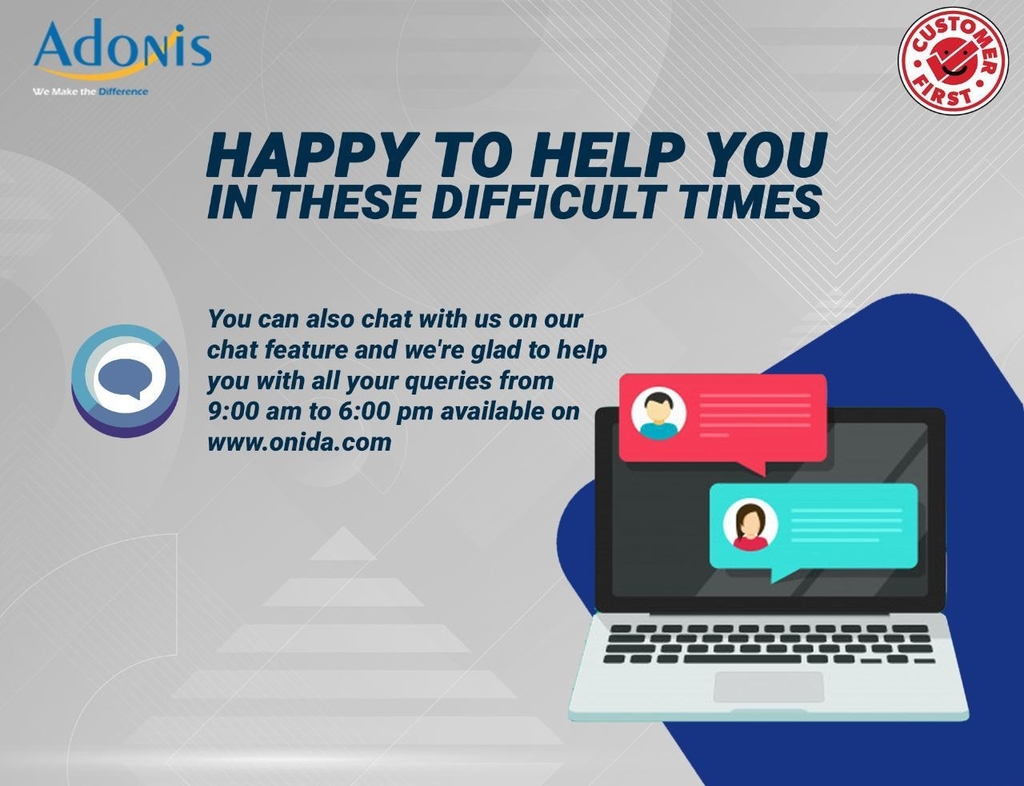 Adonis
We Make the Difference
CUSTOMER
FIRST
HAPPY TO HELP YOU
IN THESE DIFFICULT TIMES
You can also chat with us on our
chat feature and we're glad to help
you with all your queries from
9:00 am to 6:00 pm available on
www.onida.com